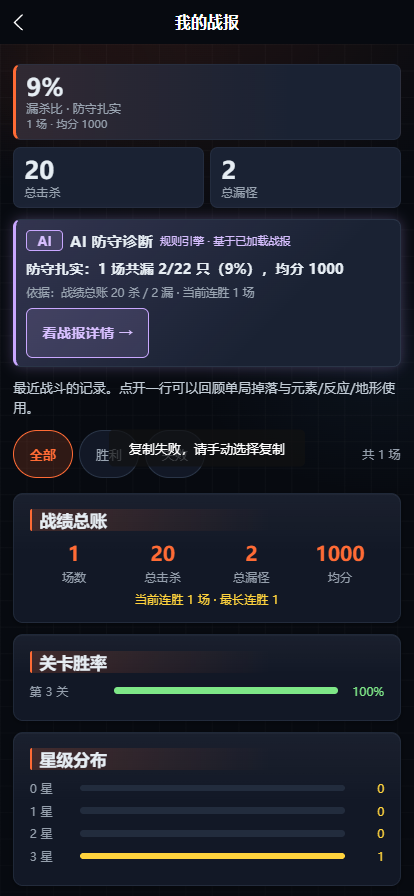 我的战报
9%
漏杀比 · 防守扎实
1 场 · 均分 1000
20
总击杀
2
总漏怪
AI AI 防守诊断 规则引擎 · 基于已加载战报
防守扎实：1 场共漏 2/22 只（9%），均分 1000
依据：战绩总账 20 杀 / 2 漏 · 当前连胜 1 场
看战报详情 →
最近战斗的记录。点开一行可以回顾单局掉落与元素/反应/地形使
用。
全部 胜利 失败 共 1 场
复制失败，请手动选择复制
战绩总账
1 20 2 1000
场数 总击杀 总漏怪 均分
当前连胜 1 场 · 最长连胜 1
关卡胜率
第 3 关 100%
星级分布
0 星 0
1 星 0
2 星 0
3 星 1